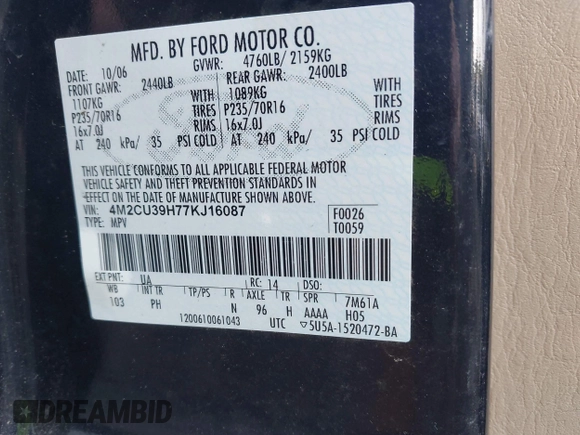 MFD. BY FORD MOTOR CO.
DATE: 10/06 GVWR: 4760LB/ 2159KG
FRONT GAWR: 2440LB REAR GAWR: 2400LB
1107KG WITH 1089KG WITH
P235/70R16 TIRES P235/70R16 TIRES
16x7.0J RIMS 16x7.0J RIMS
AT 240 kPa/ 35 PSI COLD AT 240 kPa/ 35 PSI COLD
THIS VEHICLE CONFORMS TO ALL APPLICABLE FEDERAL MOTOR
VEHICLE SAFETY AND THEFT PREVENTION STANDARDS IN
EFFECT ON THE DATE OF MANUFACTURE SHOWN ABOVE.
VIN: 4M2CU39H77KJ16087 F0026
TYPE: MPV T0059
EXT PNT: UA RC: 14 DSO:
WB INT TR TP/PS R AXLE TR SPR 7M61A
103 PH N 96 H AAAA H05
1200610061043 UTC ▽5U5A-1520472-BA
DREAMBID